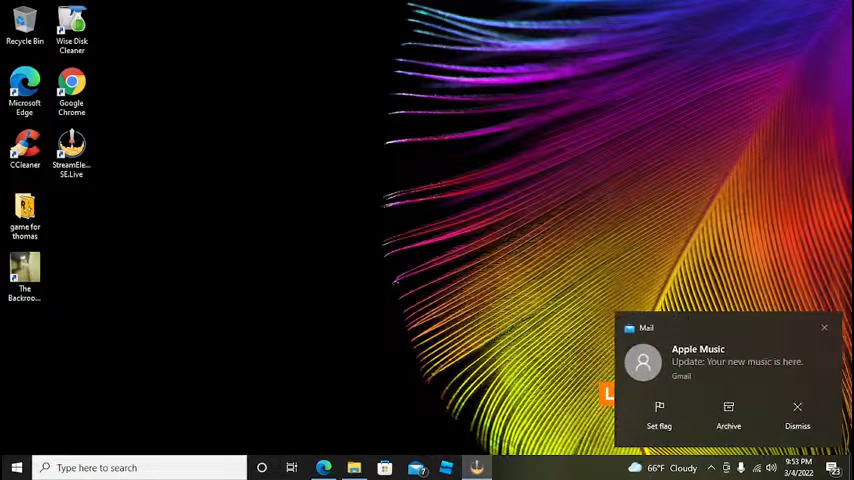 Recycle Bin
Wise Disk
Cleaner
Microsoft
Edge
Google
Chrome
CCleaner
StreamEle...
SE.Live
game for
thomas
The
Backroo...
Mail
Apple Music
Update: Your new music is here.
Gmail
L
Set flag
Archive
Dismiss
Type here to search
7
66°F Cloudy
9:53 PM
3/4/2022
23